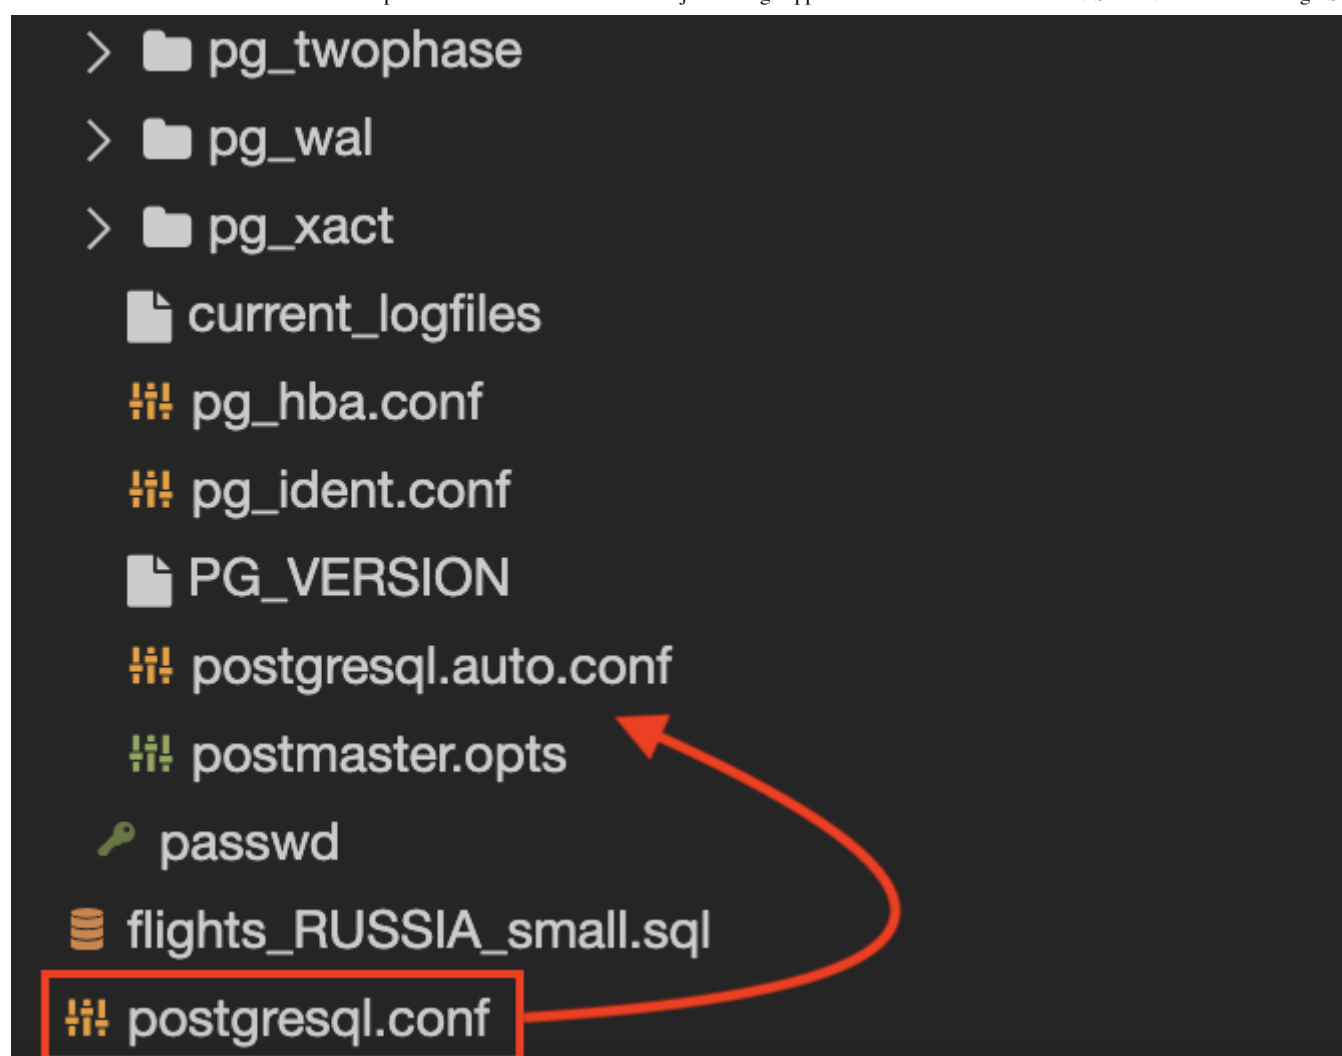 pg_twophase
pg_wal
pg_xact
current_logfiles
pg_hba.conf
pg_ident.conf
PG_VERSION
postgresql.auto.conf
postmaster.opts
passwd
flights_RUSSIA_small.sql
postgresql.conf